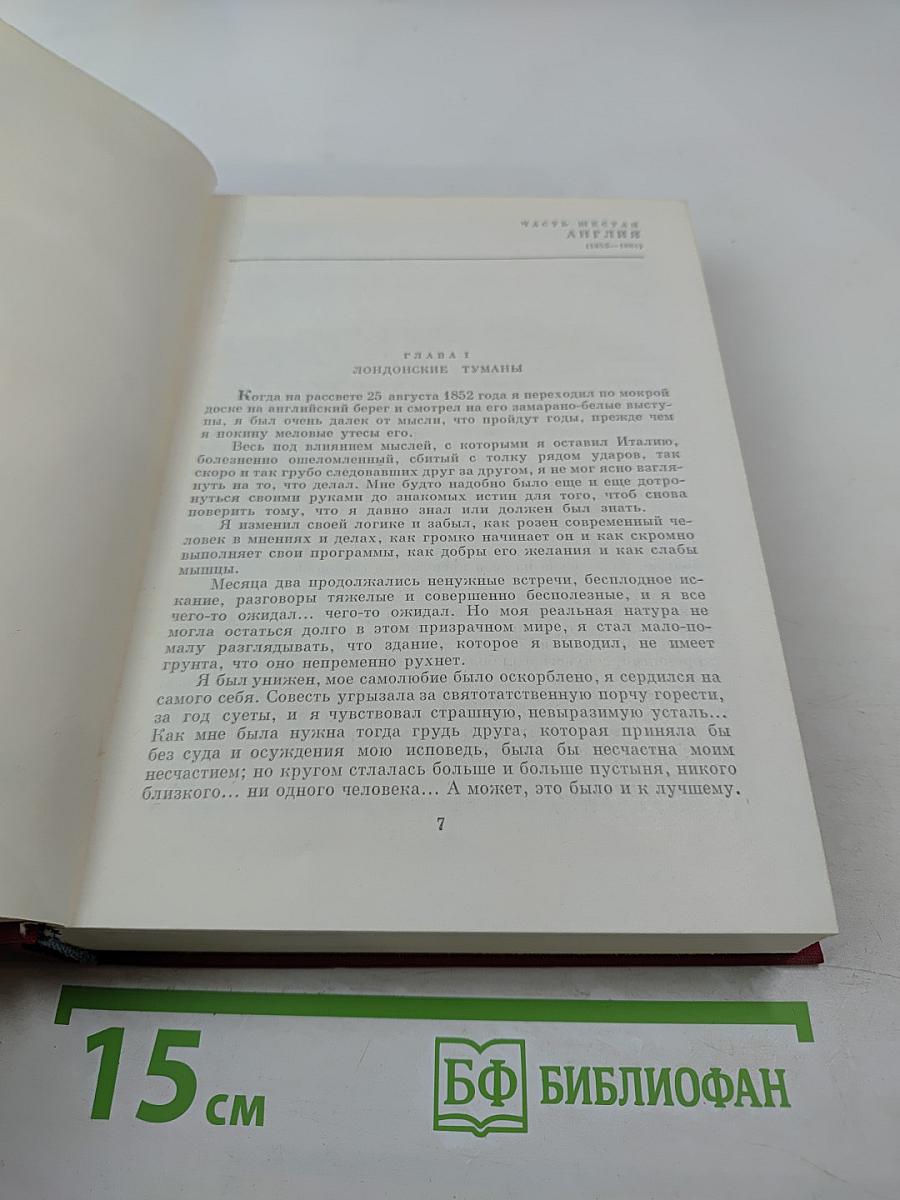 ЧАСТЬ ШЕСТАЯ
АНГЛИЯ
(1852—1864)
ГЛАВА I
ЛОНДОНСКИЕ ТУМАНЫ
Когда на рассвете 25 августа 1852 года я переходил по мокрой
доске на английский берег и смотрел на его замарано-белые высту-
пы, я был очень далек от мысли, что пройдут годы, прежде чем
я покину меловые утесы его.
Весь под влиянием мыслей, с которыми я оставил Италию,
болезненно ошеломленный, сбитый с толку рядом ударов, так
скоро и так грубо следовавших друг за другом, я не мог ясно взгля-
нуть на то, что делал. Мне будто надобно было еще и еще дотро-
нуться своими руками до знакомых истин для того, чтоб снова
поверить тому, что я давно знал или должен был знать.
Я изменил своей логике и забыл, как розен современный че-
ловек в мнениях и делах, как громко начинает он и как скромно
выполняет свои программы, как добры его желания и как слабы
мышцы.
Месяца два продолжались ненужные встречи, бесплодное ис-
кание, разговоры тяжелые и совершенно бесполезные, и я все
чего-то ожидал... чего-то ожидал. Но моя реальная натура не
могла остаться долго в этом призрачном мире, я стал мало-по-
малу разглядывать, что здание, которое я выводил, не имеет
грунта, что оно непременно рухнет.
Я был унижен, мое самолюбие было оскорблено, я сердился на
самого себя. Совесть угрызала за святотатственную порчу горести,
за год суеты, и я чувствовал страшную, невыразимую усталь...
Как мне была нужна тогда грудь друга, которая приняла бы
без суда и осуждения мою исповедь, была бы несчастна моим
несчастием; но кругом стлалась больше и больше пустыня, никого
близкого... ни одного человека... А может, это было и к лучшему.
7
15 см
БФ БИБЛИОФАН